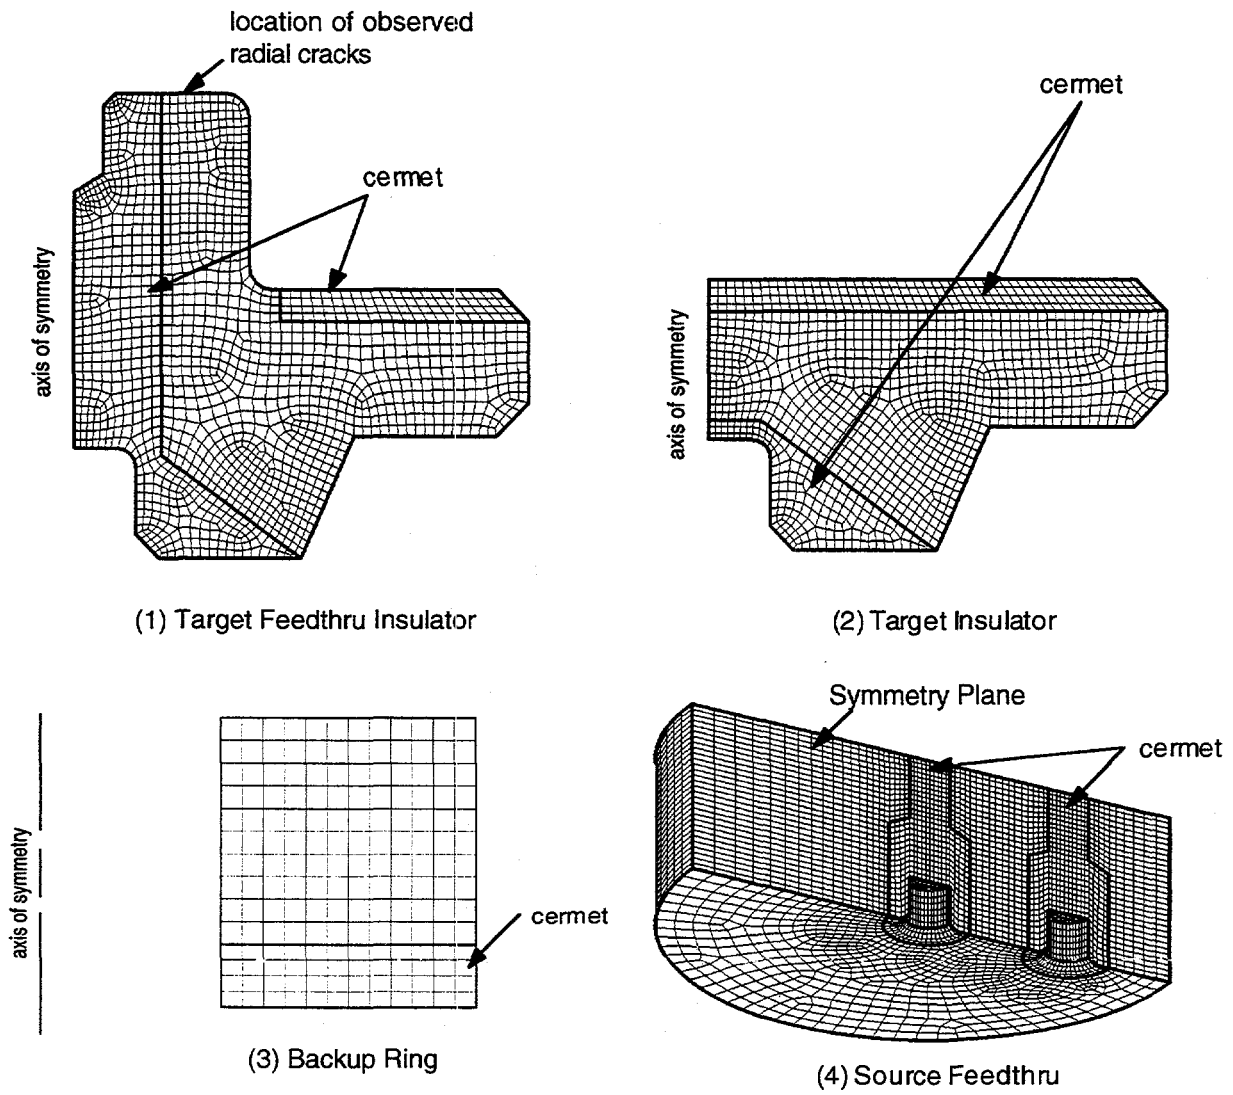 location of observed
radial cracks
cermet
axis of symmetry
(1) Target Feedthru Insulator
cermet
axis of symmetry
(2) Target Insulator
axis of symmetry
cermet
(3) Backup Ring
Symmetry Plane
cermet
(4) Source Feedthru